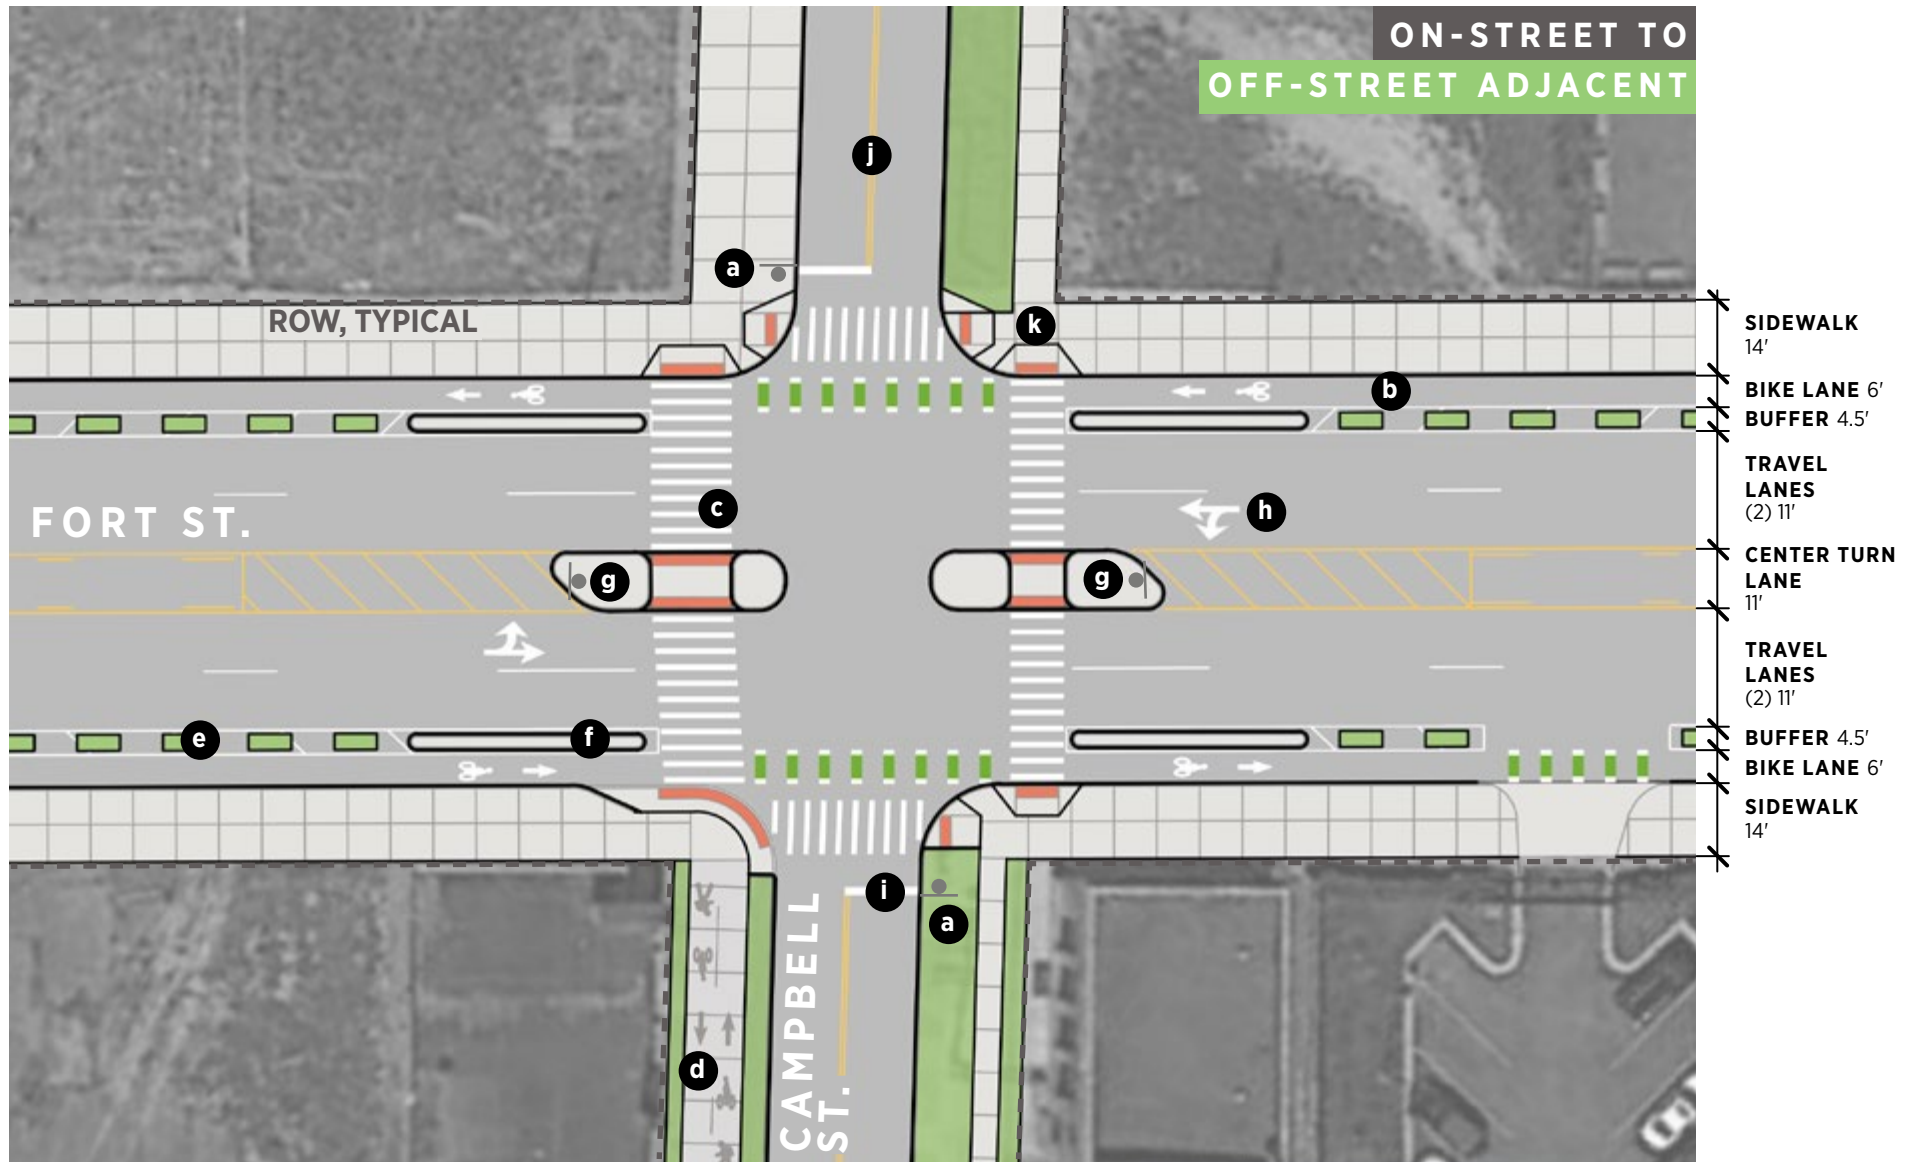 ON-STREET TO
OFF-STREET ADJACENT
j
a
ROW, TYPICAL
k
b
c
h
FORT ST.
g
g
e
f
i
a
d
CAMPBELL
ST.
SIDEWALK
14'
BIKE LANE 6'
BUFFER 4.5'
TRAVEL
LANES
(2) 11'
CENTER TURN
LANE
11'
TRAVEL
LANES
(2) 11'
BUFFER 4.5'
BIKE LANE 6'
SIDEWALK
14'